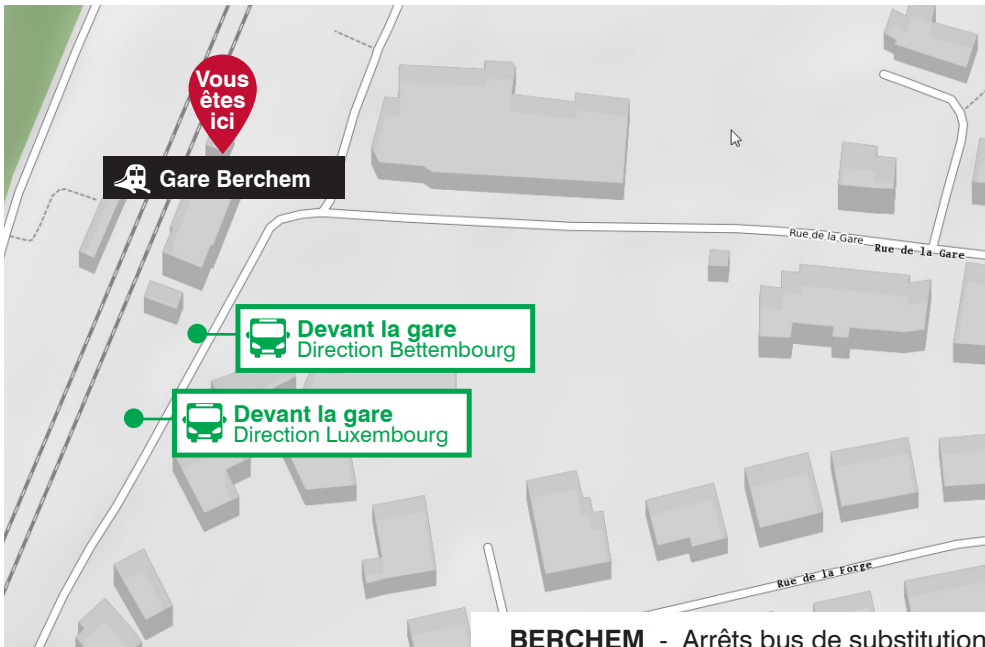 Vous
êtes
ici
Gare Berchem
Rue de la Gare
Rue de la Gare
Devant la gare
Direction Bettembourg
Devant la gare
Direction Luxembourg
Rue de la Forge
BERCHEM - Arrêts bus de substitution